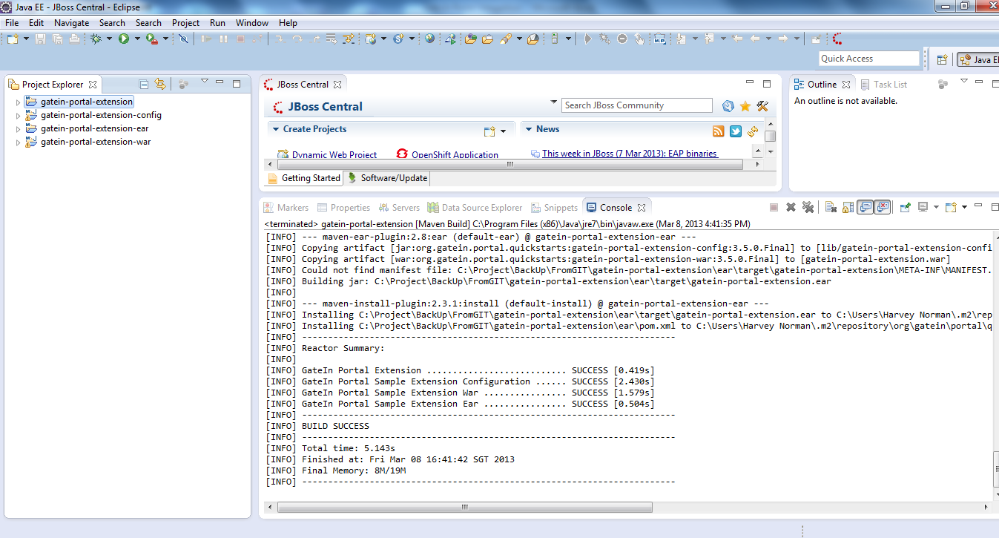 Java EE - JBoss Central - Eclipse
File Edit Navigate Search Search Project Run Window Help
Quick Access
Java EE
Project Explorer
gatein-portal-extension
gatein-portal-extension-config
gatein-portal-extension-ear
gatein-portal-extension-war
JBoss Central
JBoss Central
Search JBoss Community
Create Projects
News
Dynamic Web Project
OpenShift Application
This week in JBoss (7 Mar 2013): EAP binaries
Getting Started
Software/Update
Outline
Task List
An outline is not available.
Markers
Properties
Servers
Data Source Explorer
Snippets
Console
<terminated> gatein-portal-extension [Maven Build] C:\Program Files (x86)\Java\jre7\bin\javaw.exe (Mar 8, 2013 4:41:35 PM)
[INFO] --- maven-ear-plugin:2.8:ear (default-ear) @ gatein-portal-extension-ear ---
[INFO] Copying artifact [jar:org.gatein.portal.quickstarts:gatein-portal-extension-config:3.5.0.Final] to [lib/gatein-portal-extension-confi
[INFO] Copying artifact [war:org.gatein.portal.quickstarts:gatein-portal-extension-war:3.5.0.Final] to [gatein-portal-extension.war]
[INFO] Could not find manifest file: C:\Project\BackUp\FromGIT\gatein-portal-extension\ear\target\gatein-portal-extension\META-INF\MANIFEST.
[INFO] Building jar: C:\Project\BackUp\FromGIT\gatein-portal-extension\ear\target\gatein-portal-extension.ear
[INFO]
[INFO] --- maven-install-plugin:2.3.1:install (default-install) @ gatein-portal-extension-ear ---
[INFO] Installing C:\Project\BackUp\FromGIT\gatein-portal-extension\ear\target\gatein-portal-extension.ear to C:\Users\Harvey Norman\.m2\rep
[INFO] Installing C:\Project\BackUp\FromGIT\gatein-portal-extension\ear\pom.xml to C:\Users\Harvey Norman\.m2\repository\org\gatein\portal\q
[INFO] ------------------------------------------------------------------------
[INFO] Reactor Summary:
[INFO]
[INFO] GateIn Portal Extension ........................... SUCCESS [0.419s]
[INFO] GateIn Portal Sample Extension Configuration ...... SUCCESS [2.430s]
[INFO] GateIn Portal Sample Extension War ................ SUCCESS [1.579s]
[INFO] GateIn Portal Sample Extension Ear ................ SUCCESS [0.504s]
[INFO] ------------------------------------------------------------------------
[INFO] BUILD SUCCESS
[INFO] ------------------------------------------------------------------------
[INFO] Total time: 5.143s
[INFO] Finished at: Fri Mar 08 16:41:42 SGT 2013
[INFO] Final Memory: 8M/19M
[INFO] ------------------------------------------------------------------------